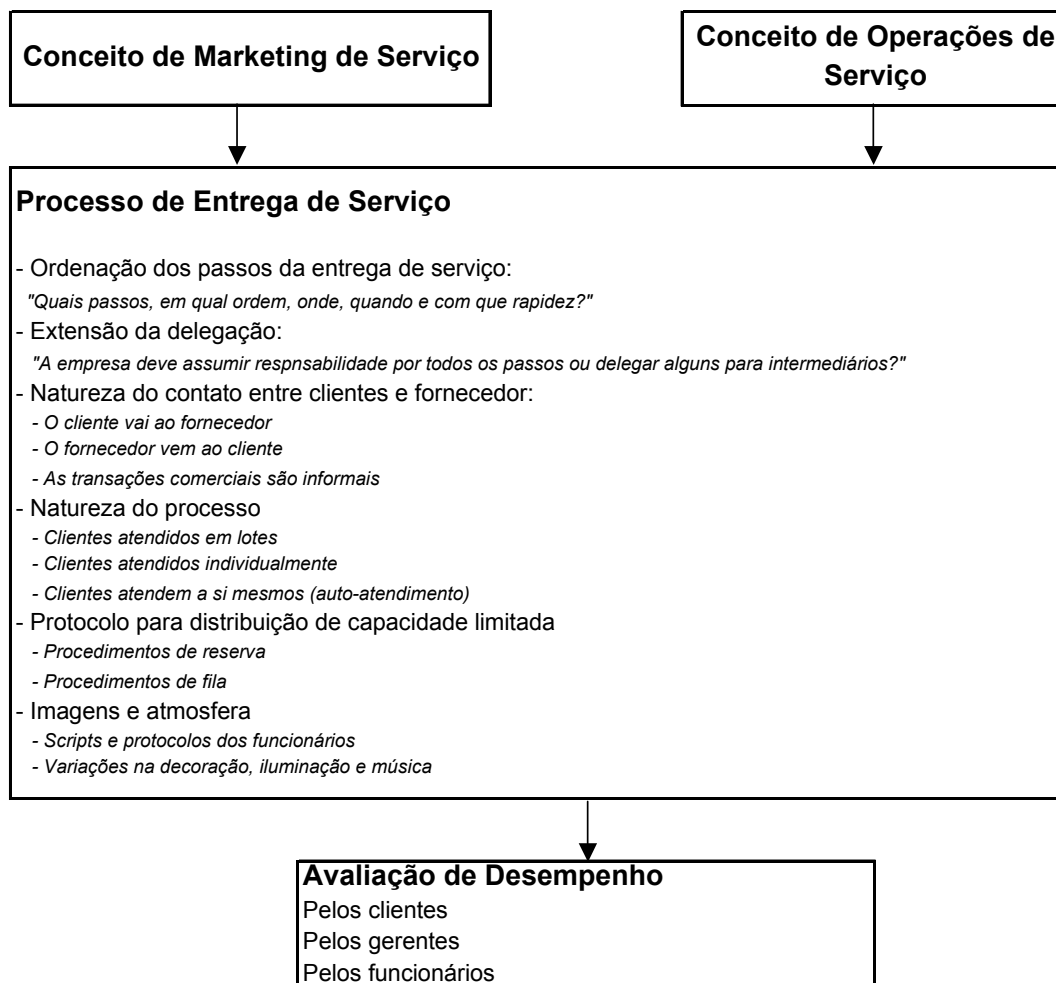 Conceito de Marketing de Serviço
Conceito de Operações de
Serviço
Processo de Entrega de Serviço
- Ordenação dos passos da entrega de serviço:
"Quais passos, em qual ordem, onde, quando e com que rapidez?"
- Extensão da delegação:
"A empresa deve assumir respnsabilidade por todos os passos ou delegar alguns para intermediários?"
- Natureza do contato entre clientes e fornecedor:
- O cliente vai ao fornecedor
- O fornecedor vem ao cliente
- As transações comerciais são informais
- Natureza do processo
- Clientes atendidos em lotes
- Clientes atendidos individualmente
- Clientes atendem a si mesmos (auto-atendimento)
- Protocolo para distribuição de capacidade limitada
- Procedimentos de reserva
- Procedimentos de fila
- Imagens e atmosfera
- Scripts e protocolos dos funcionários
- Variações na decoração, iluminação e música
Avaliação de Desempenho
Pelos clientes
Pelos gerentes
Pelos funcionários